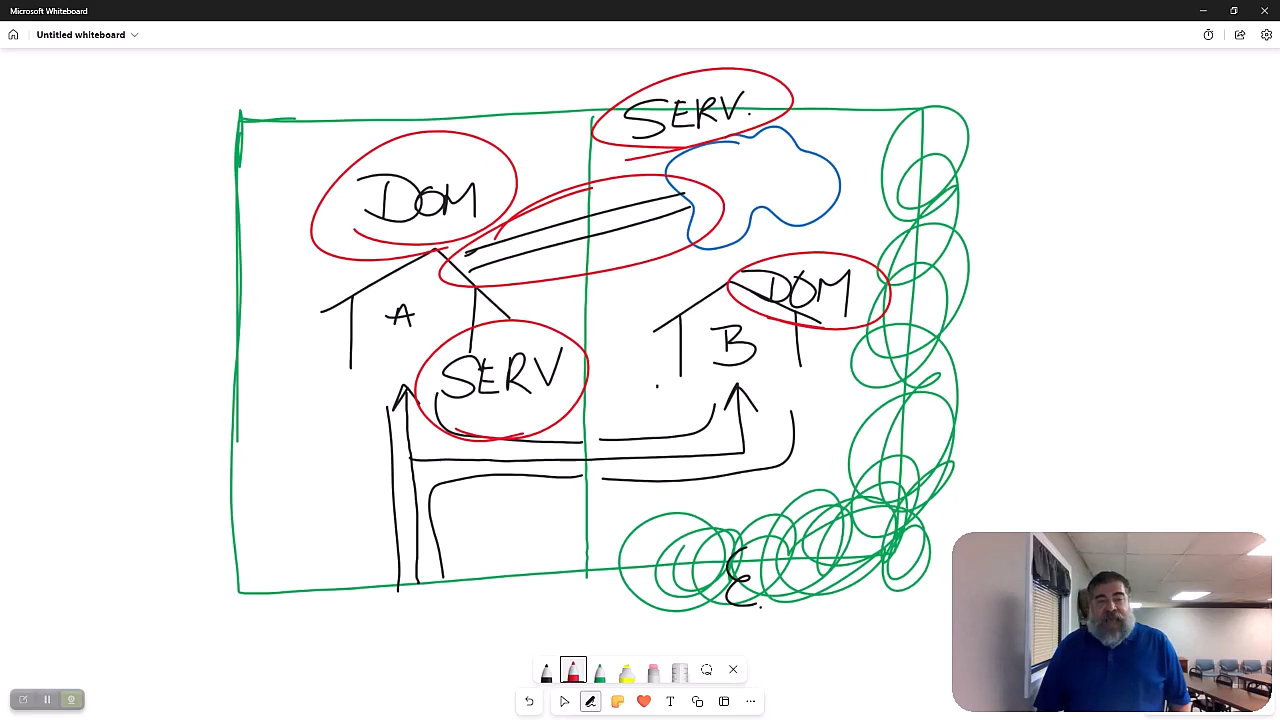 Microsoft Whiteboard
Untitled whiteboard
SERV.
DOM
DOM
A
B
SERV
T